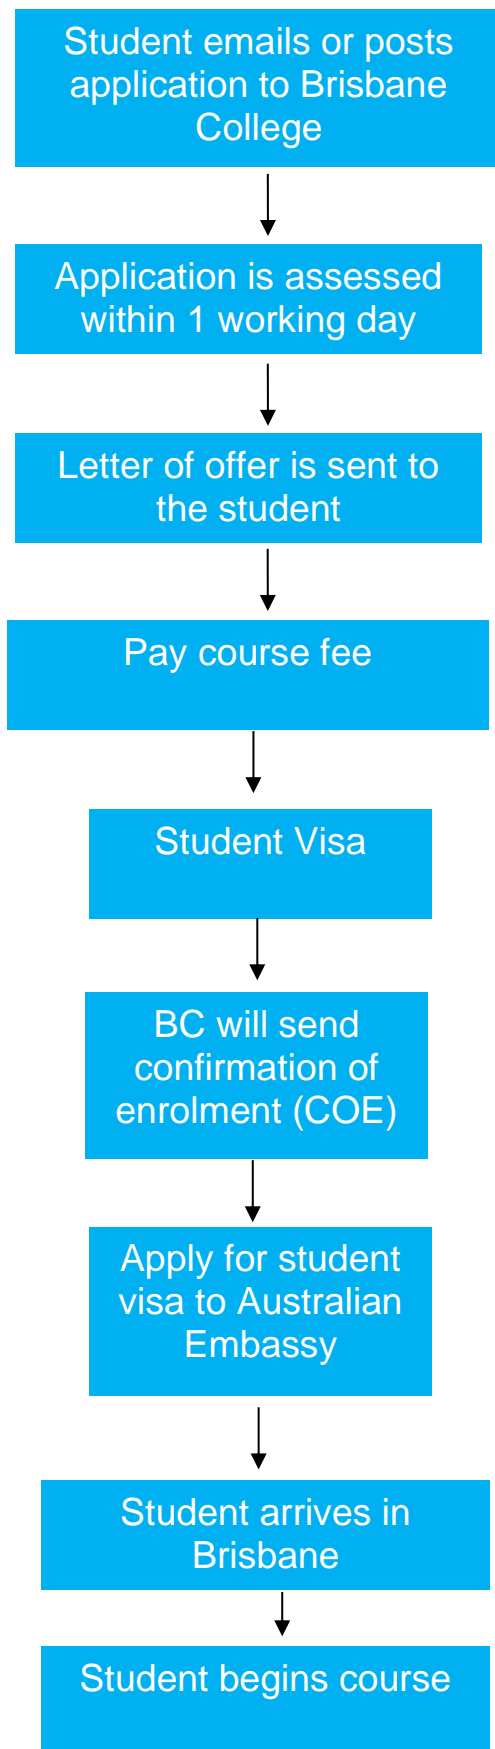 Student emails or posts
application to Brisbane
College
Application is assessed
within 1 working day
Letter of offer is sent to
the student
Pay course fee
Student Visa
BC will send
confirmation of
enrolment (COE)
Apply for student
visa to Australian
Embassy
Student arrives in
Brisbane
Student begins course